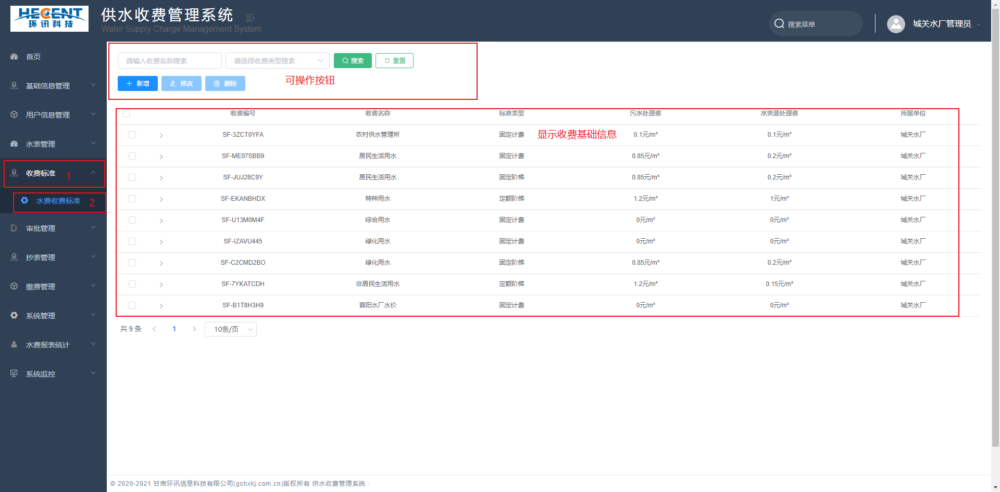 HECENT
环讯科技
供水收费管理系统
Water Supply Charge Management System
搜索菜单
城关水厂管理员
首页
基础信息管理
用户信息管理
水表管理
收费标准 1
水费收费标准 2
审批管理
抄表管理
缴费管理
系统管理
水费报表统计
系统监控
请输入收费名称搜索 请选择收费类型搜索 搜索 重置
新增 修改 删除 可操作按钮
收费编号 收费名称 标准类型 污水处理费 水资源处理费 所属单位
显示收费基础信息
SF-3ZCT0YFA 农村供水管理所 固定计费 0.1元/m³ 0.1元/m³ 城关水厂
SF-ME07SBB9 居民生活用水 固定计费 0.85元/m³ 0.2元/m³ 城关水厂
SF-JUJ28C9Y 居民生活用水 固定阶梯 0.85元/m³ 0.2元/m³ 城关水厂
SF-EKANBHDX 特种用水 定额阶梯 1.2元/m³ 1元/m³ 城关水厂
SF-U13M0M4F 综合用水 固定计费 0元/m³ 0元/m³ 城关水厂
SF-IZAVU445 绿化用水 固定计费 0元/m³ 0元/m³ 城关水厂
SF-C2CMD2BO 绿化用水 固定阶梯 0.85元/m³ 0.2元/m³ 城关水厂
SF-7YKATCDH 非居民生活用水 定额阶梯 1.2元/m³ 0.15元/m³ 城关水厂
SF-B1T8H3H9 首阳水厂水价 固定计费 0元/m³ 0元/m³ 城关水厂
共 9 条 1 10条/页
© 2020-2021 甘肃环讯信息科技有限公司(gshxkj.com.cn)版权所有 供水收费管理系统 ·